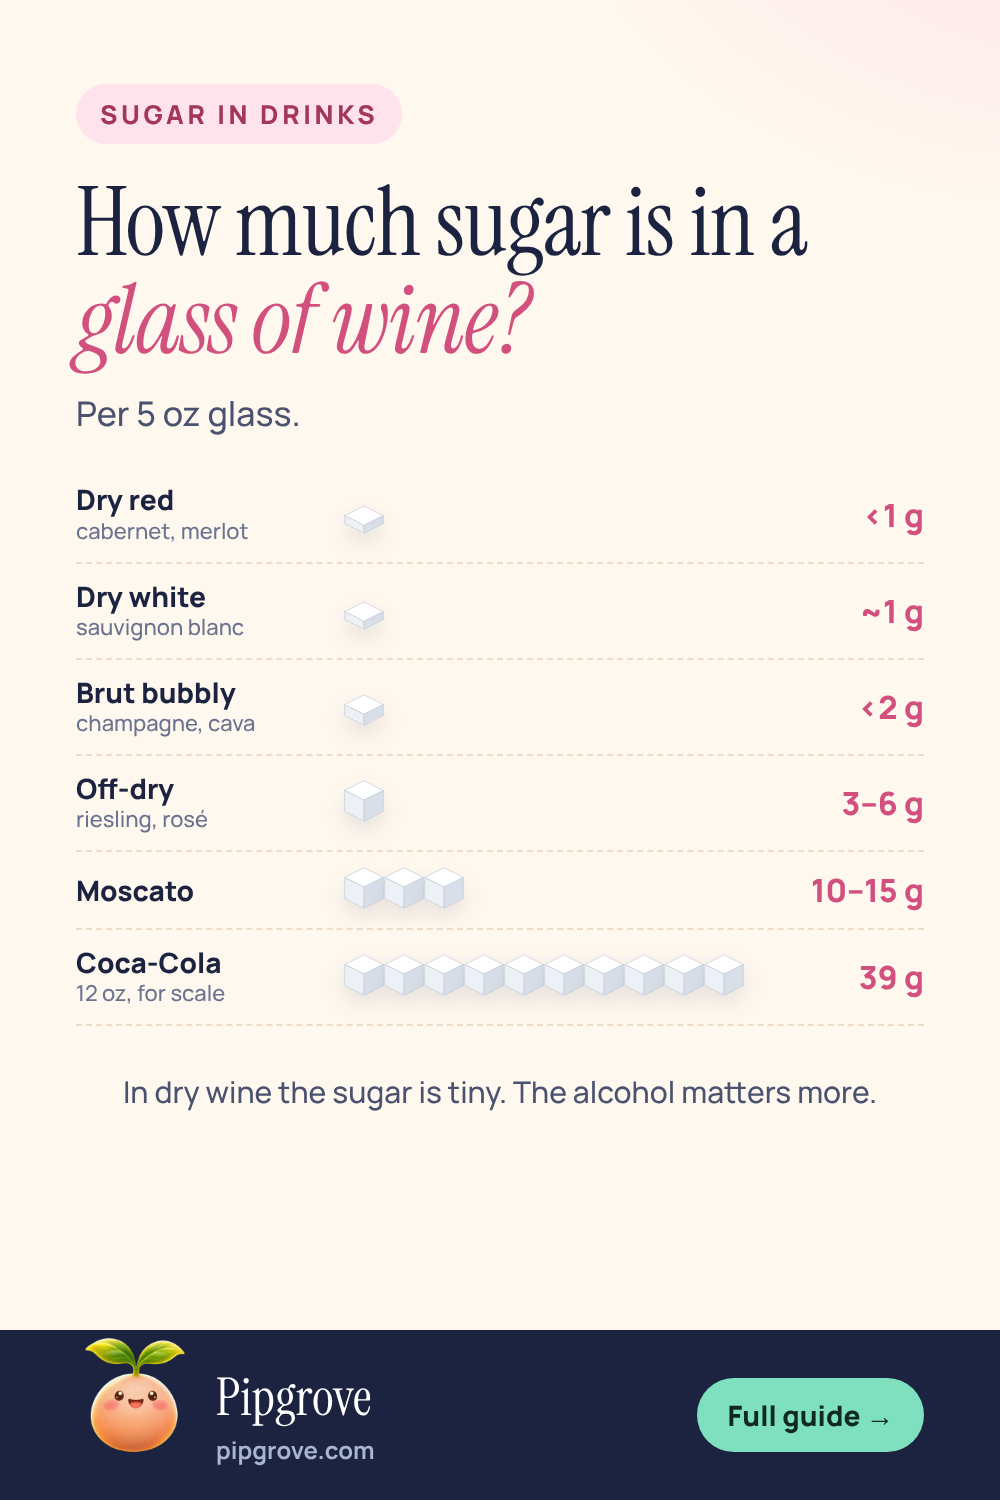 SUGAR IN DRINKS
How much sugar is in a
glass of wine?
Per 5 oz glass.
Dry red
cabernet, merlot
<1 g
Dry white
sauvignon blanc
~1 g
Brut bubbly
champagne, cava
<2 g
Off-dry
riesling, rosé
3–6 g
Moscato
10–15 g
Coca-Cola
12 oz, for scale
39 g
In dry wine the sugar is tiny. The alcohol matters more.
Pipgrove
pipgrove.com
Full guide →